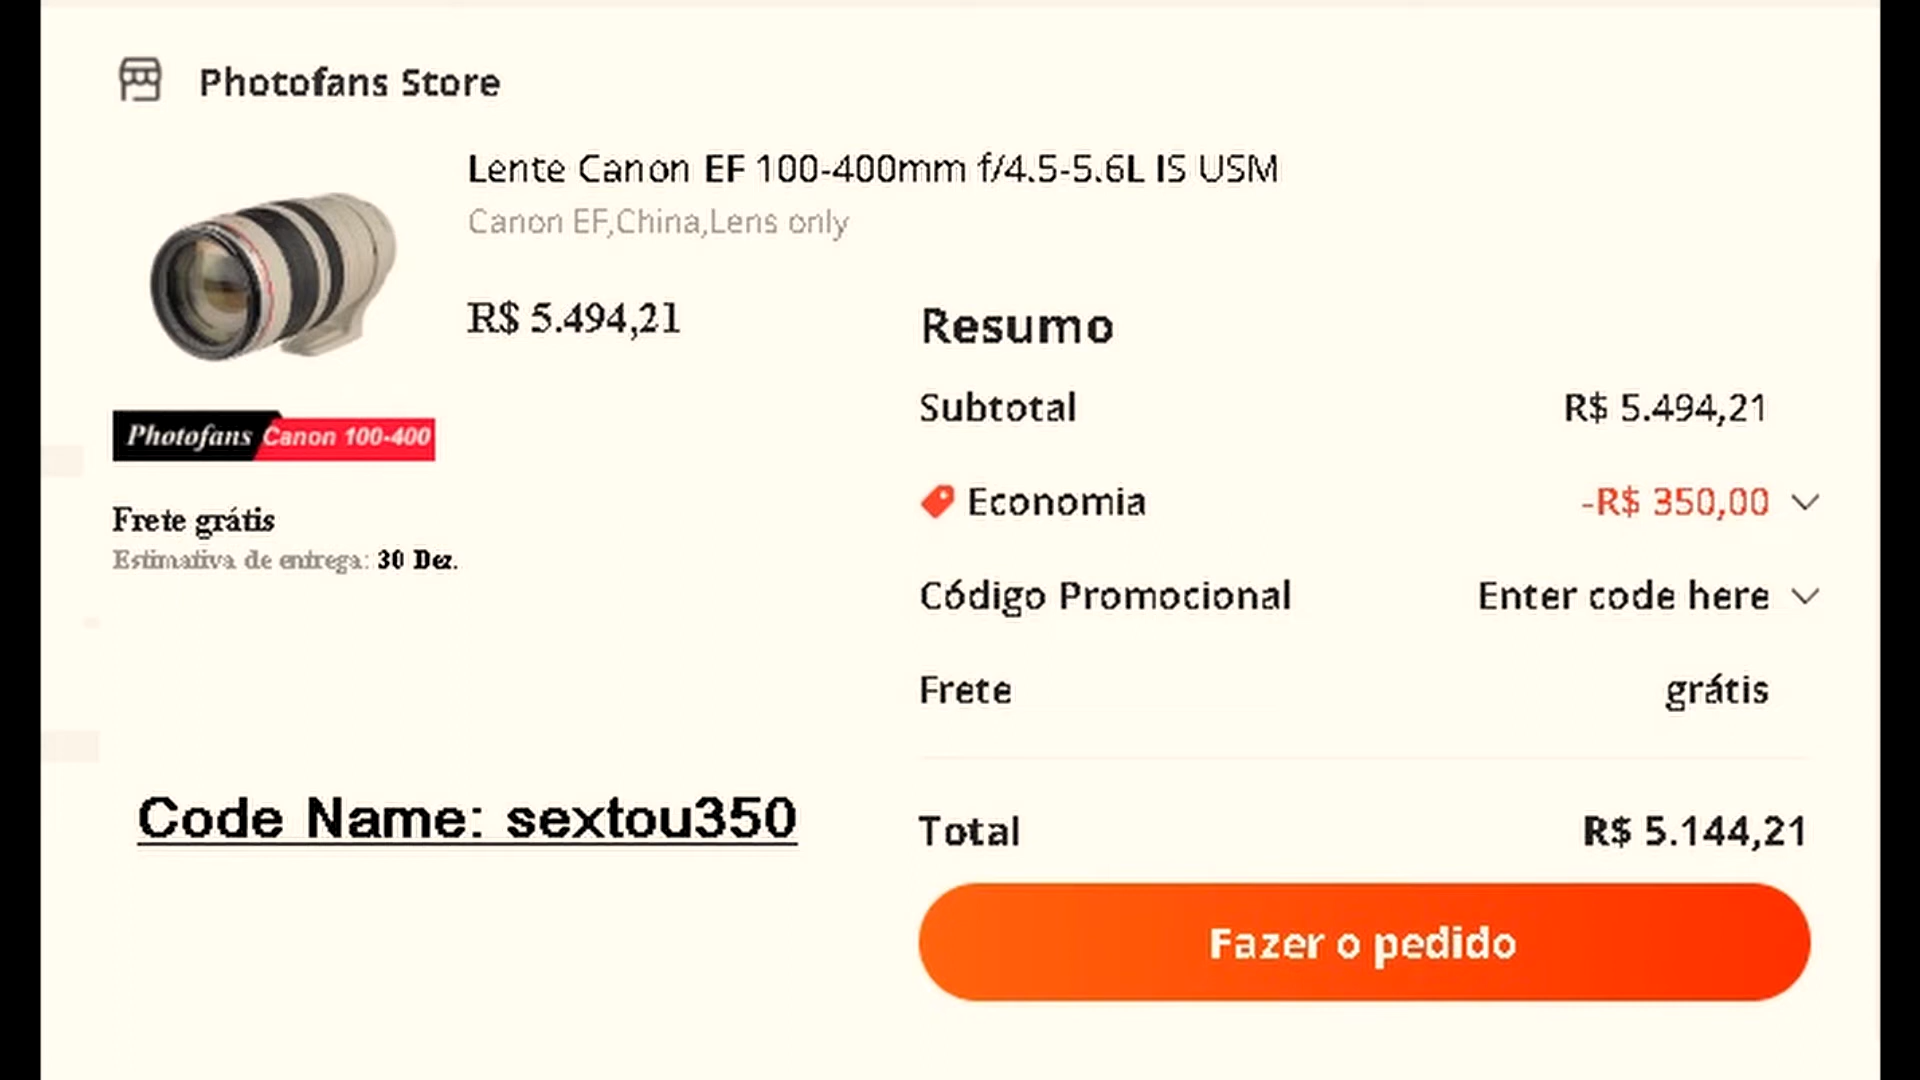 Photofans Store
Lente Canon EF 100-400mm f/4.5-5.6L IS USM
Canon EF,China,Lens only
R$ 5.494,21
Photofans Canon 100-400
Frete grátis
Estimativa de entrega: 30 Dez.
Code Name: sextou350
Resumo
Subtotal R$ 5.494,21
Economia -R$ 350,00
Código Promocional Enter code here
Frete grátis
Total R$ 5.144,21
Fazer o pedido